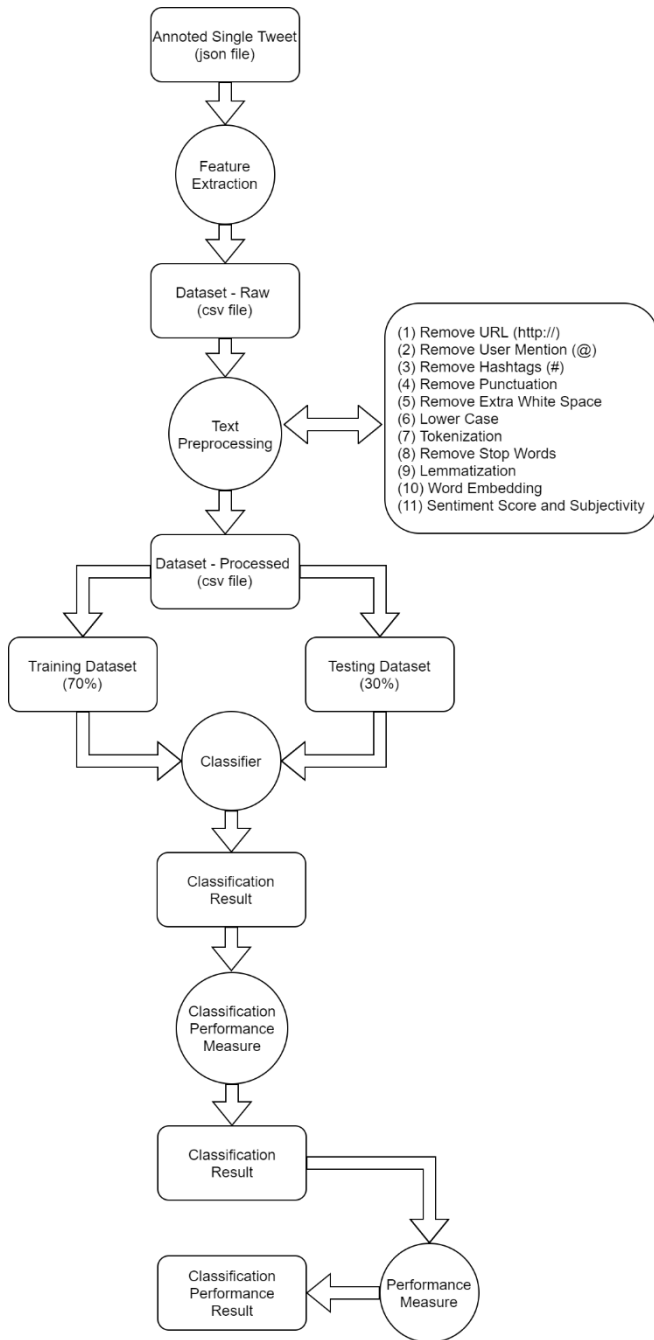 Annoted Single Tweet
(json file)
Feature
Extraction
Dataset - Raw
(csv file)
Text
Preprocessing
(1) Remove URL (http://)
(2) Remove User Mention (@)
(3) Remove Hashtags (#)
(4) Remove Punctuation
(5) Remove Extra White Space
(6) Lower Case
(7) Tokenization
(8) Remove Stop Words
(9) Lemmatization
(10) Word Embedding
(11) Sentiment Score and Subjectivity
Dataset - Processed
(csv file)
Training Dataset
(70%)
Testing Dataset
(30%)
Classifier
Classification
Result
Classification
Performance
Measure
Classification
Result
Performance
Measure
Classification
Performance
Result